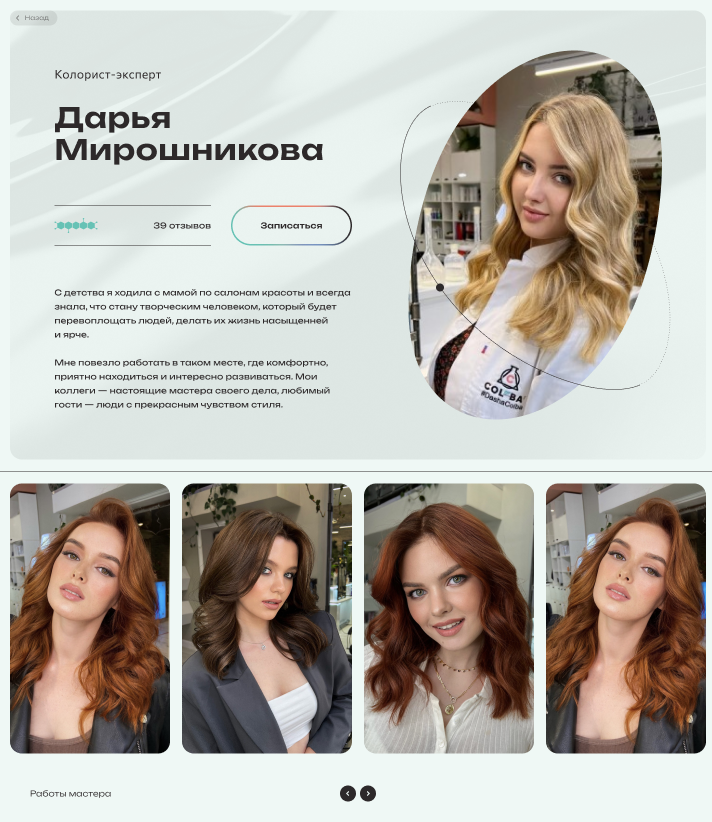 Назад
Колорист-эксперт
Дарья
Мирошникова
39 отзывов
Записаться
С детства я ходила с мамой по салонам красоты и всегда
знала, что стану творческим человеком, который будет
перевоплощать людей, делать их жизнь насыщенней
и ярче.
Мне повезло работать в таком месте, где комфортно,
приятно находиться и интересно развиваться. Мои
коллеги — настоящие мастера своего дела, любимый
гости — люди с прекрасным чувством стиля.
COLBA
#DashaColba
Работы мастера